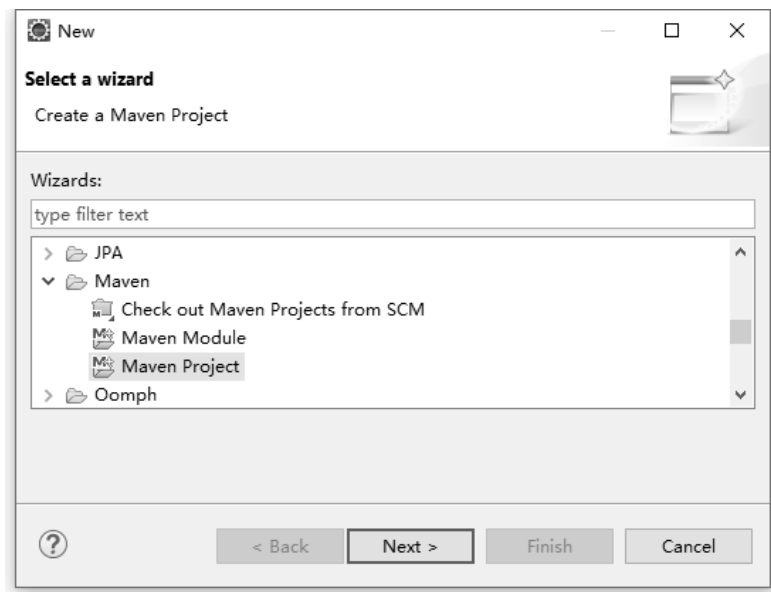 New
Select a wizard
Create a Maven Project
Wizards:
type filter text
JPA
Maven
Check out Maven Projects from SCM
Maven Module
Maven Project
Oomph
< Back Next > Finish Cancel